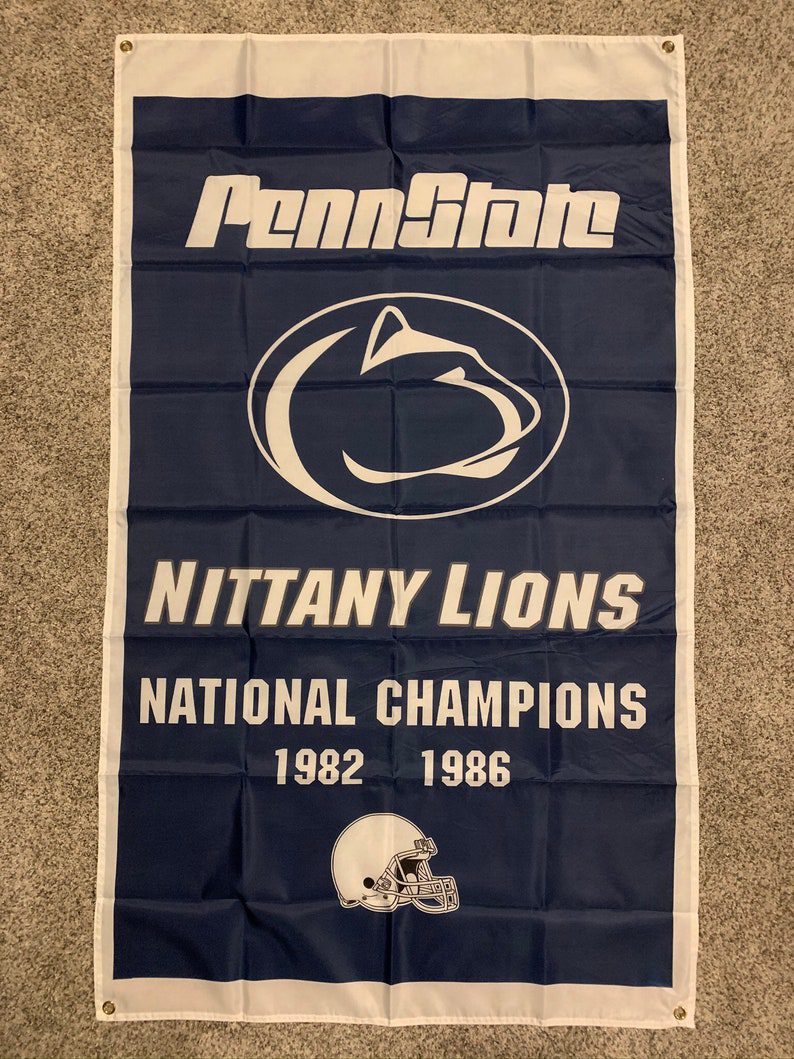 PennState
NITTANY LIONS
NATIONAL CHAMPIONS
1982 1986